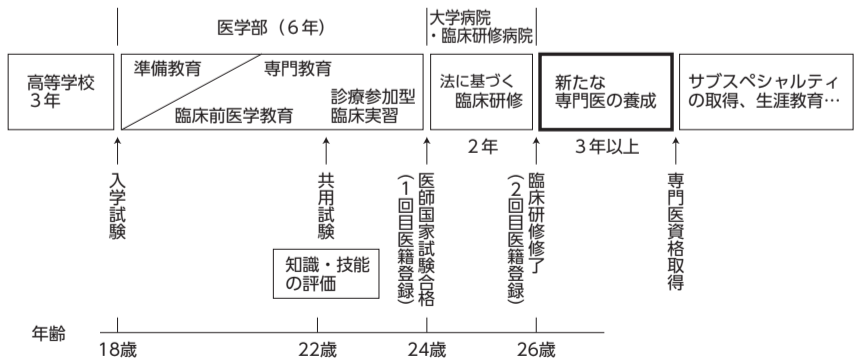 医学部（６年）
大学病院
・臨床研修病院
高等学校
３年
準備教育
専門教育
臨床前医学教育
診療参加型
臨床実習
法に基づく
臨床研修
新たな
専門医の養成
サブスペシャルティ
の取得、生涯教育…
２年
３年以上
入学試験
共用試験
知識・技能
の評価
医師国家試験合格
（１回目医籍登録）
臨床研修修了
（２回目医籍登録）
専門医資格取得
年齢
18歳
22歳
24歳
26歳